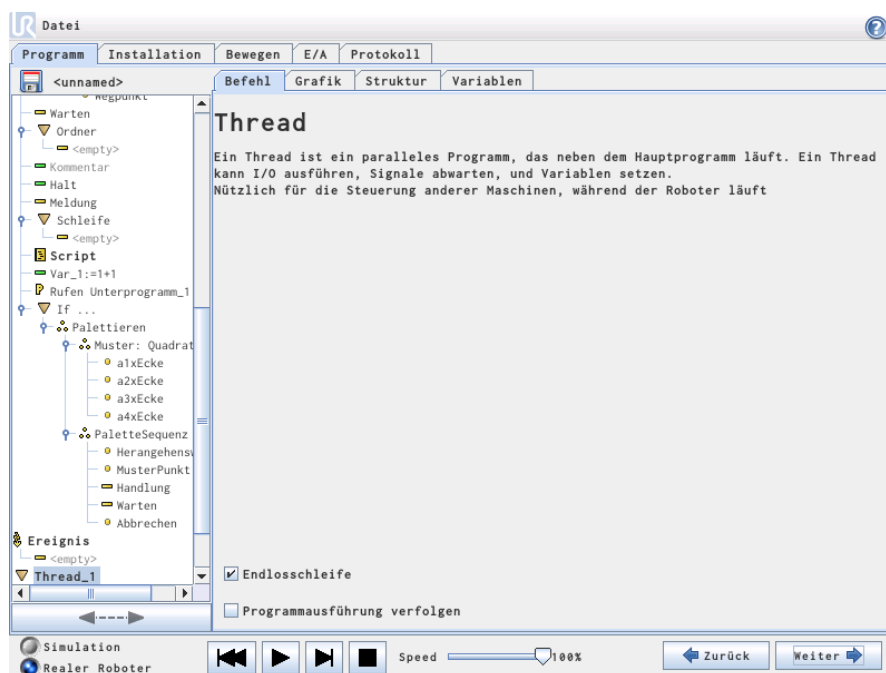 UR Datei
Programm Installation Bewegen E/A Protokoll
<unnamed>
Befehl Grafik Struktur Variablen
Wegpunkt
Warten
Ordner
<empty>
Kommentar
Halt
Meldung
Schleife
<empty>
Script
Var_1:=1+1
Rufen Unterprogramm_1
If ...
Palettieren
Muster: Quadrat
a1xEcke
a2xEcke
a3xEcke
a4xEcke
PaletteSequenz
Herangehensw
MusterPunkt
Handlung
Warten
Abbrechen
Ereignis
<empty>
Thread_1
Thread
Ein Thread ist ein paralleles Programm, das neben dem Hauptprogramm läuft. Ein Thread
kann I/O ausführen, Signale abwarten, und Variablen setzen.
Nützlich für die Steuerung anderer Maschinen, während der Roboter läuft
Endlosschleife
Programmausführung verfolgen
Simulation
Realer Roboter
Speed 100%
Zurück
Weiter